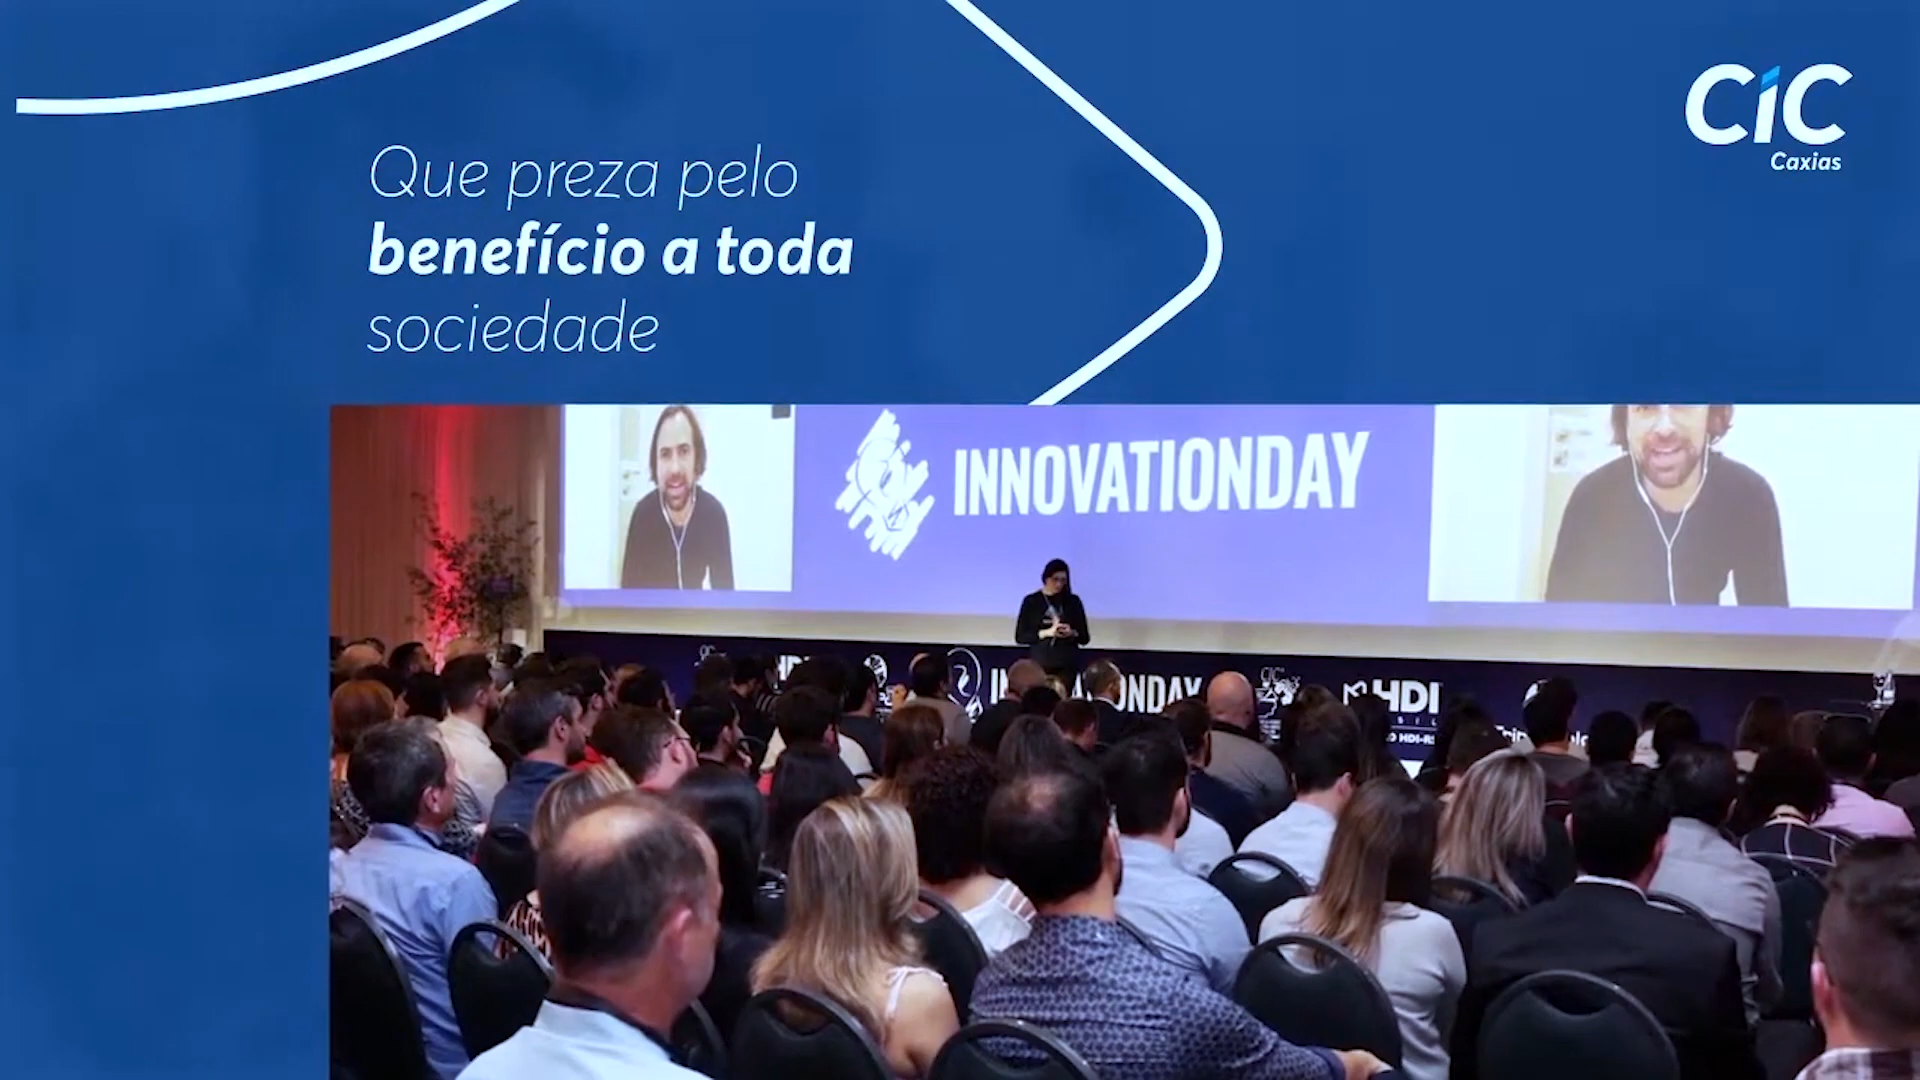 CiC
Caxias
Que preza pelo
benefício a toda
sociedade
INNOVATIONDAY
HDI